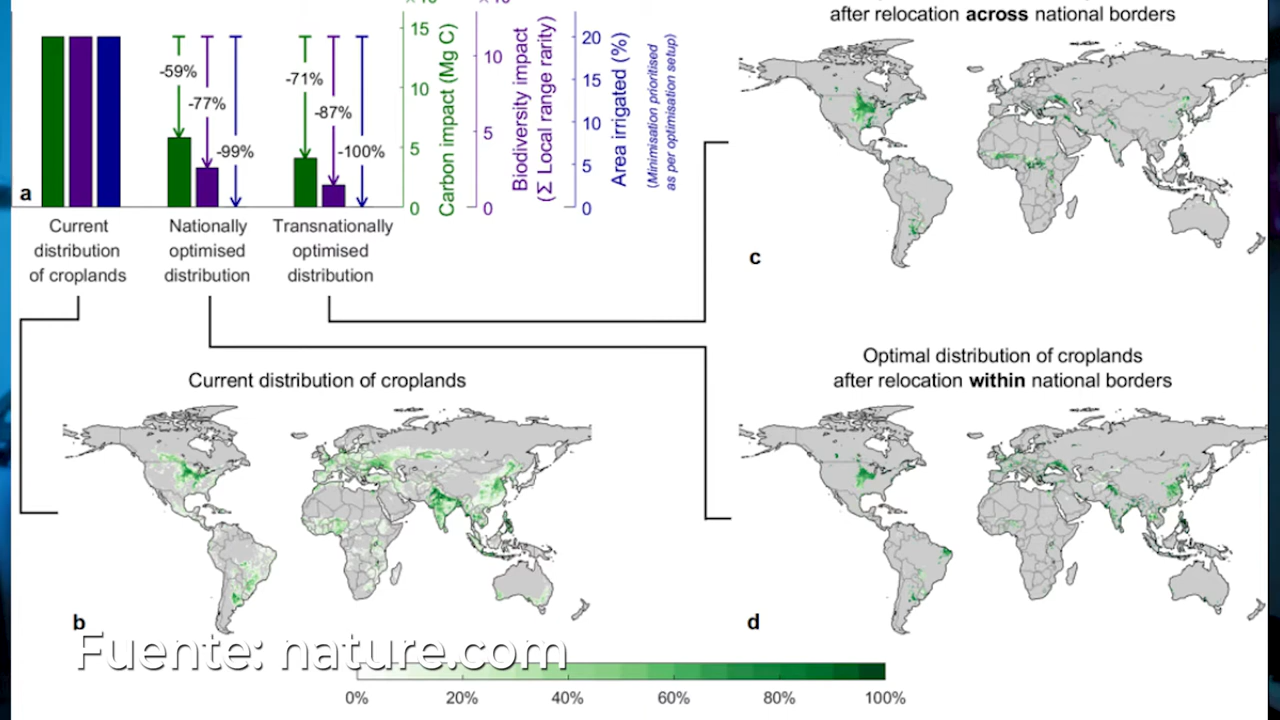 after relocation across national borders
15
10
5
0
Carbon impact (Mg C)
10
5
0
Biodiversity impact
(Σ Local range rarity)
20
15
10
5
0
Area irrigated (%)
(Minimisation prioritised
as per optimisation setup)
-59%
-77%
-99%
-71%
-87%
-100%
a
Current
distribution
of croplands
Nationally
optimised
distribution
Transnationally
optimised
distribution
c
Current distribution of croplands
Optimal distribution of croplands
after relocation within national borders
b
d
Fuente: nature.com
0%
20%
40%
60%
80%
100%